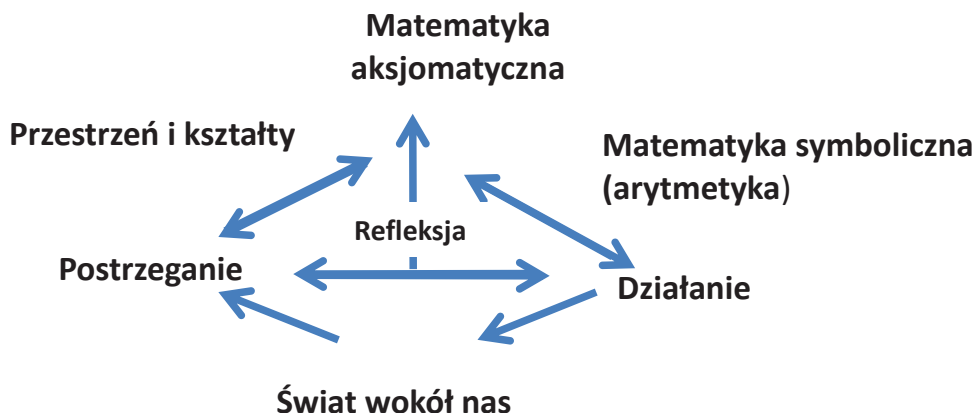 Matematyka
aksjomatyczna
Przestrzeń i kształty
Matematyka symboliczna
(arytmetyka)
Refleksja
Postrzeganie
Działanie
Świat wokół nas